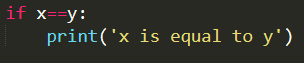 if x==y:
    print('x is equal to y')